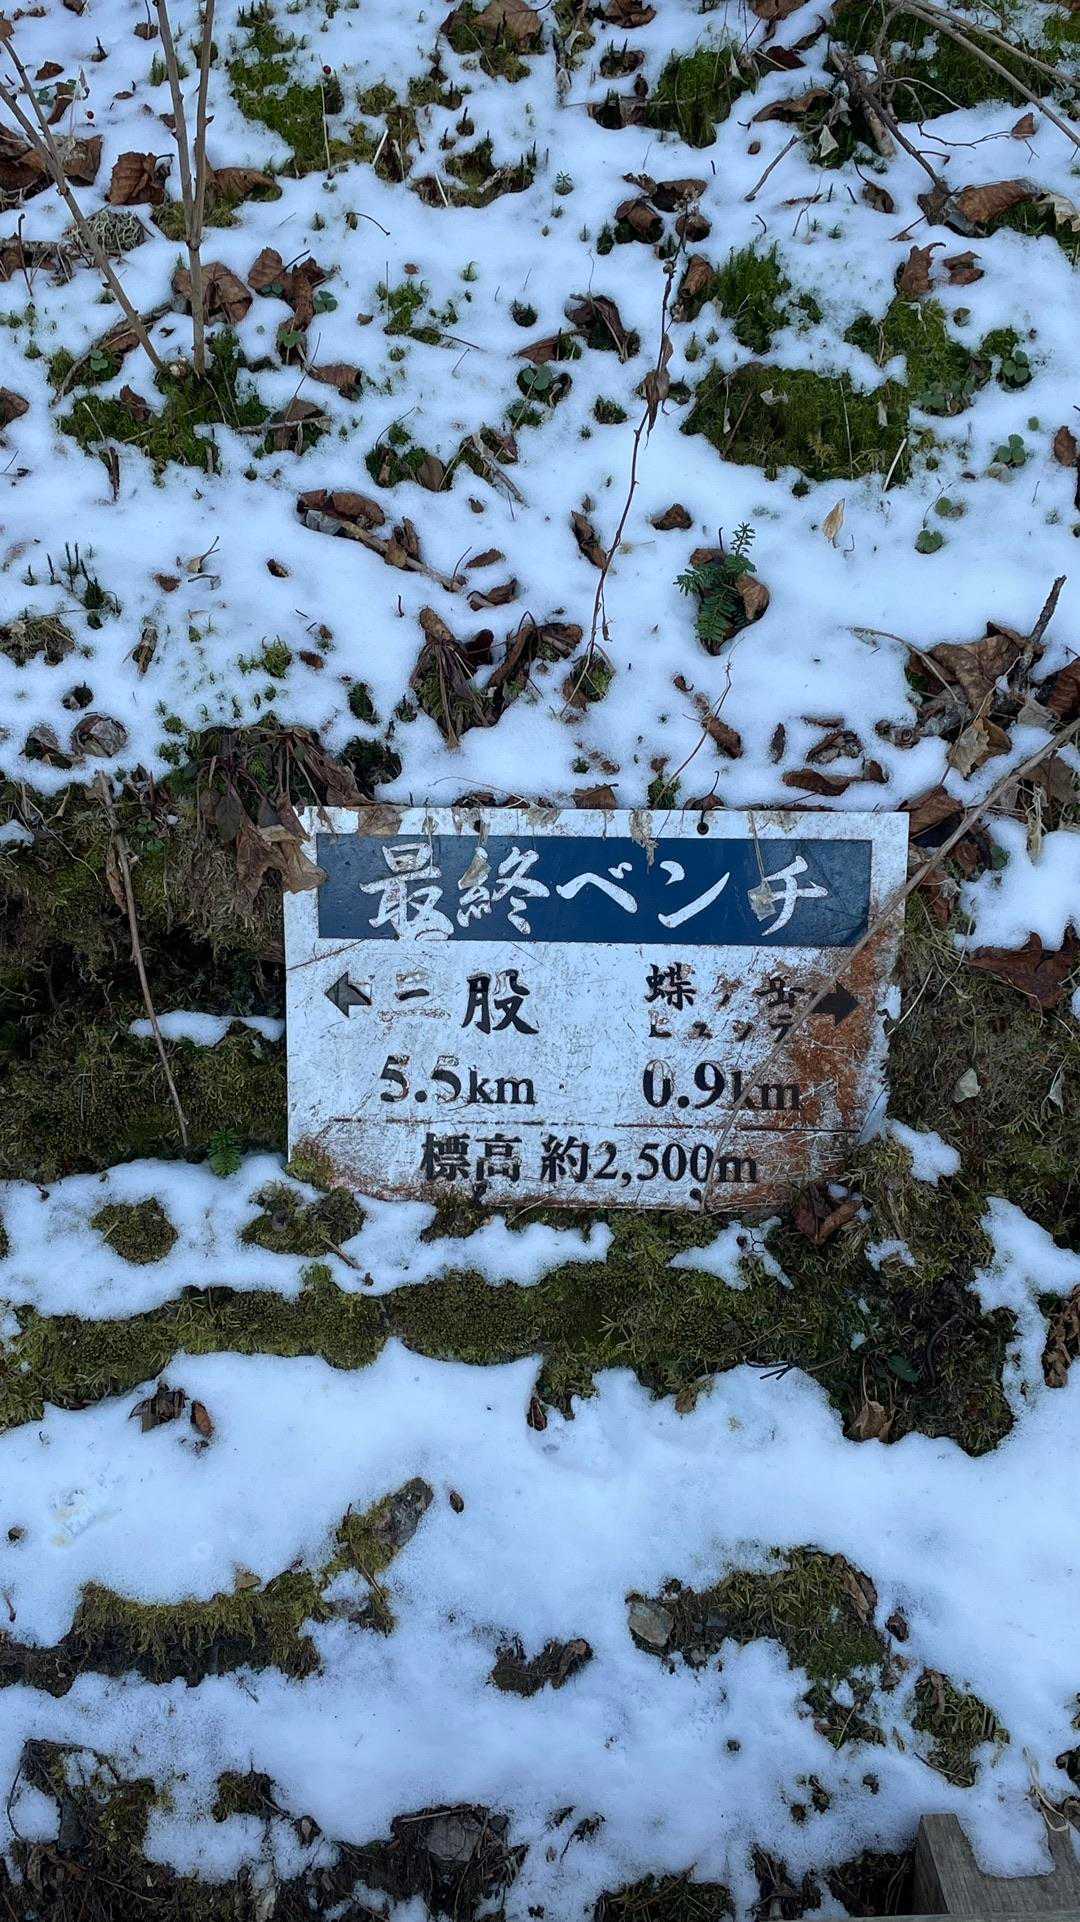 最終ベンチ
← 三股 蝶ヶ岳 →
ヒュッテ
5.5km 0.9km
標高 約2,500m